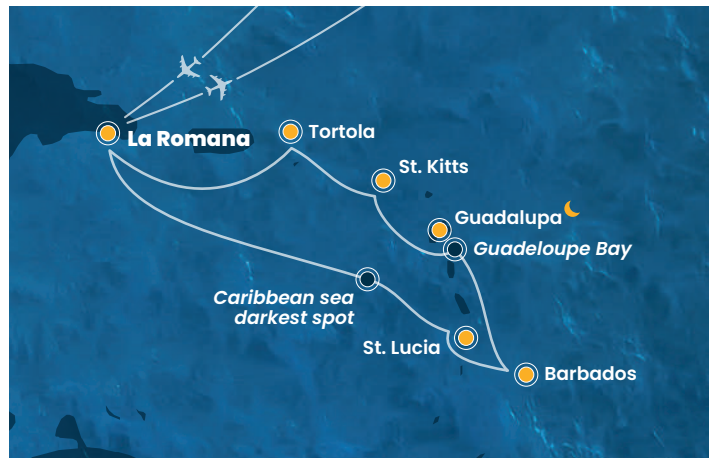 La Romana
Tortola
St. Kitts
Guadalupa
Guadeloupe Bay
Caribbean sea
darkest spot
St. Lucia
Barbados